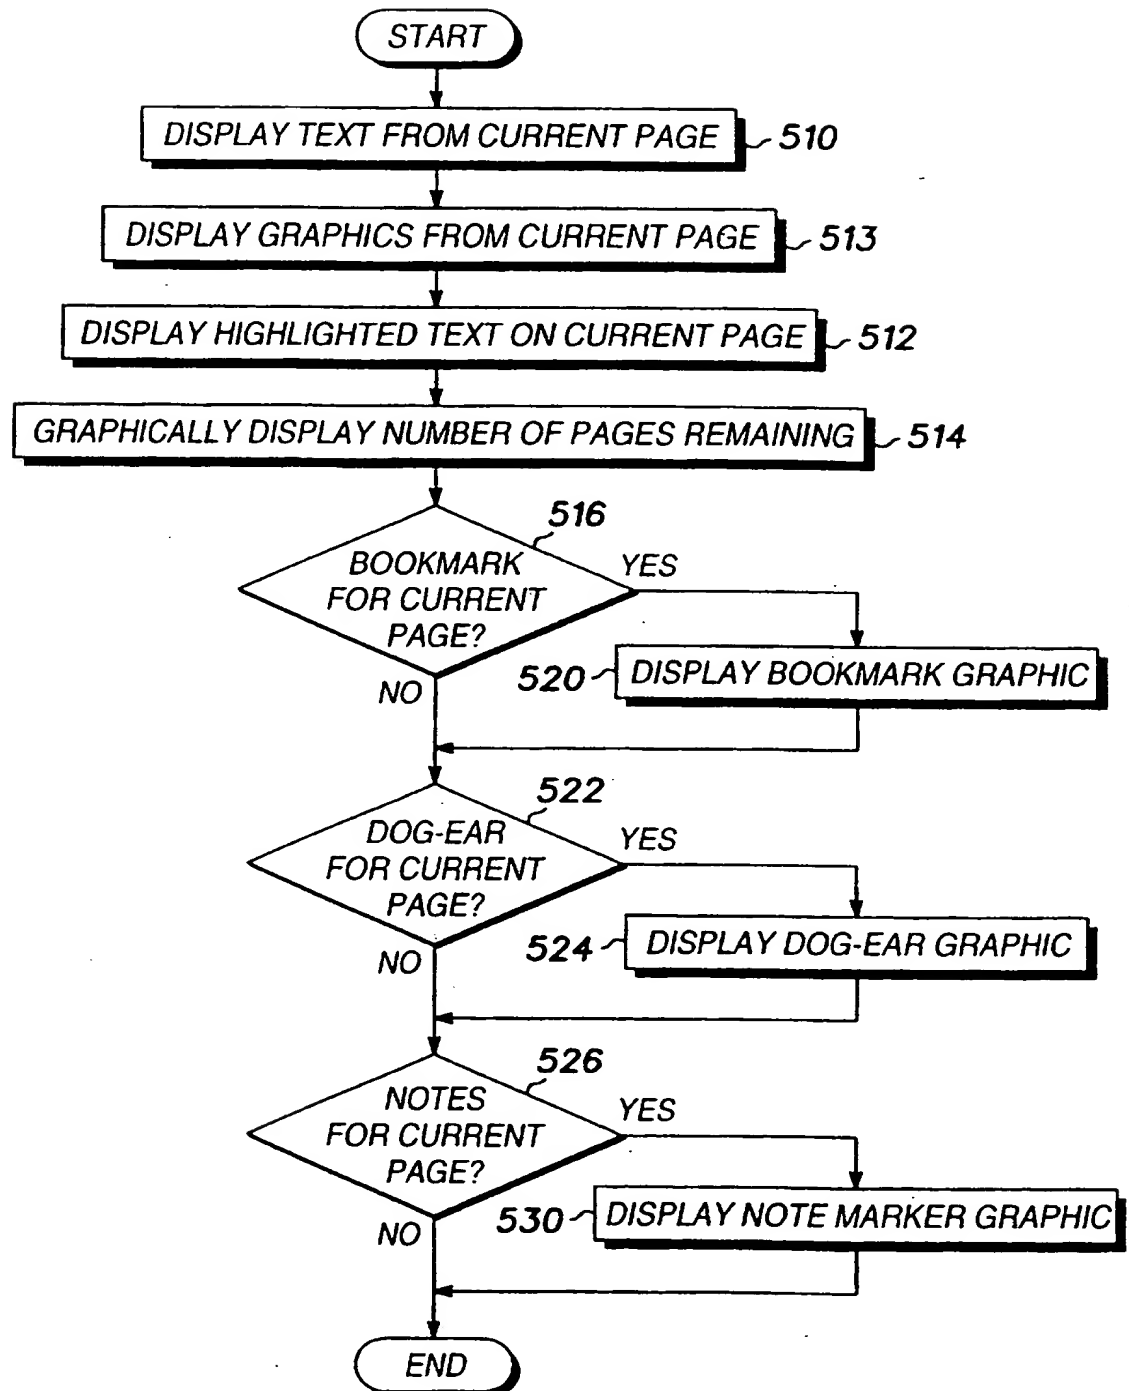 START
DISPLAY TEXT FROM CURRENT PAGE 510
DISPLAY GRAPHICS FROM CURRENT PAGE 513
DISPLAY HIGHLIGHTED TEXT ON CURRENT PAGE 512
GRAPHICALLY DISPLAY NUMBER OF PAGES REMAINING 514
516
BOOKMARK
FOR CURRENT
PAGE?
YES
NO
520 DISPLAY BOOKMARK GRAPHIC
522
DOG-EAR
FOR CURRENT
PAGE?
YES
NO
524 DISPLAY DOG-EAR GRAPHIC
526
NOTES
FOR CURRENT
PAGE?
YES
NO
530 DISPLAY NOTE MARKER GRAPHIC
END